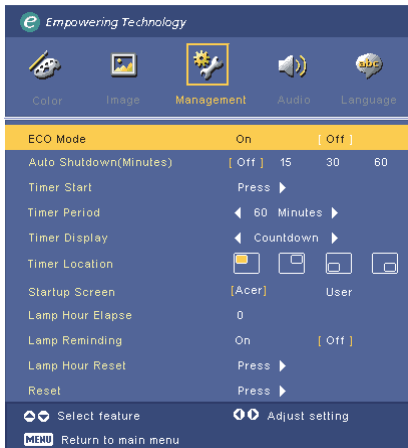 e Empowering Technology
abc
Color Image Management Audio Language
ECO Mode On [ Off ]
Auto Shutdown(Minutes) [ Off ] 15 30 60
Timer Start Press
Timer Period 60 Minutes
Timer Display Countdown
Timer Location
Startup Screen [Acer] User
Lamp Hour Elapse 0
Lamp Reminding On [ Off ]
Lamp Hour Reset Press
Reset Press
Select feature Adjust setting
MENU Return to main menu